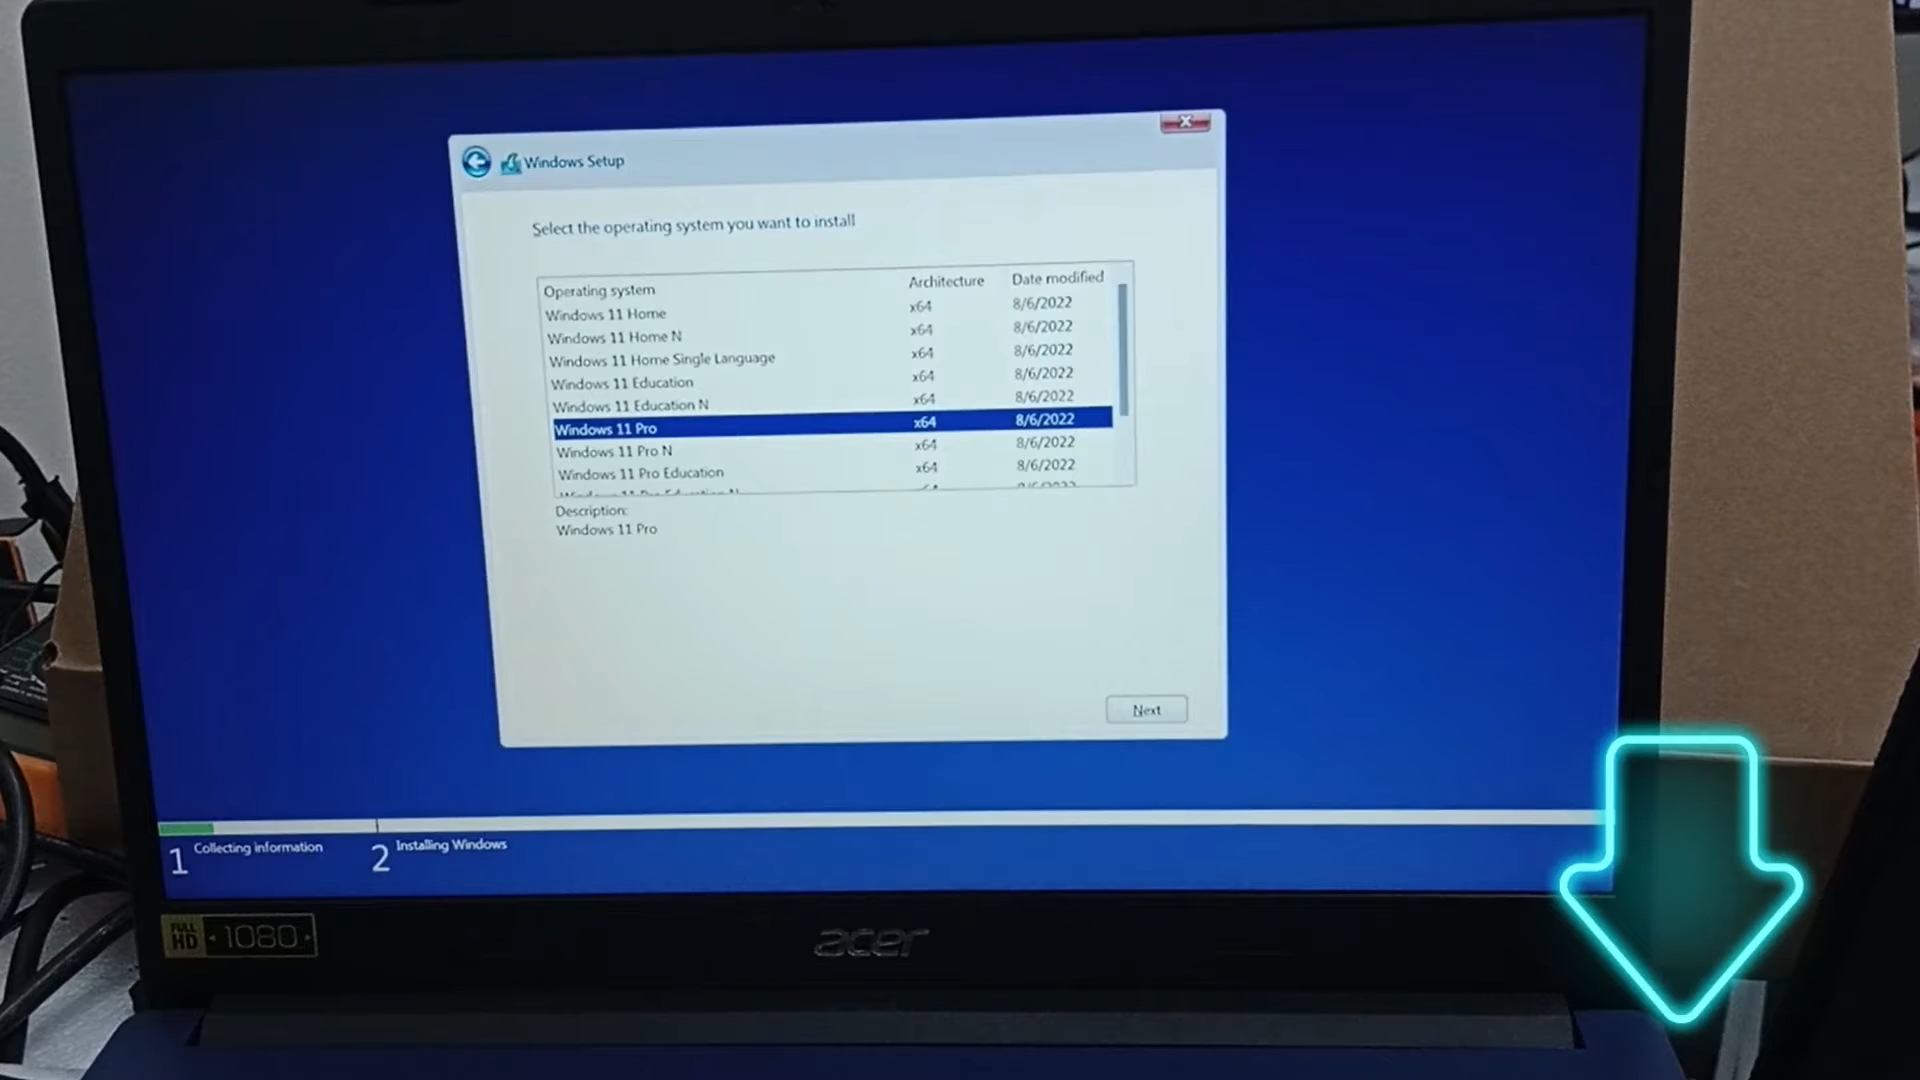 Windows Setup
Select the operating system you want to install
Operating system Architecture Date modified
Windows 11 Home x64 8/6/2022
Windows 11 Home N x64 8/6/2022
Windows 11 Home Single Language x64 8/6/2022
Windows 11 Education x64 8/6/2022
Windows 11 Education N x64 8/6/2022
Windows 11 Pro x64 8/6/2022
Windows 11 Pro N x64 8/6/2022
Windows 11 Pro Education x64 8/6/2022
Description:
Windows 11 Pro
Next
1 Collecting information 2 Installing Windows
FULL HD 1080
acer